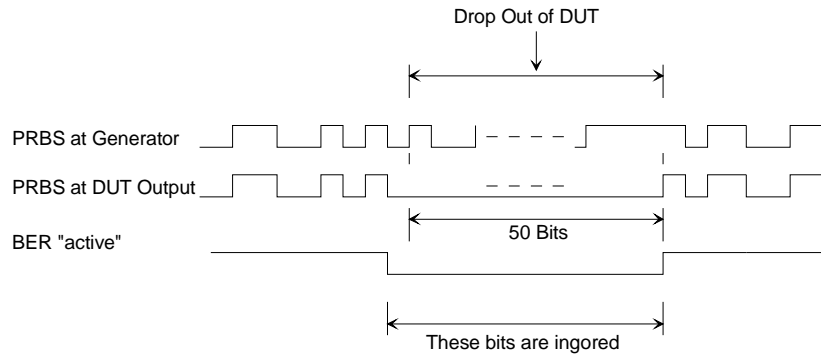 Drop Out of DUT
PRBS at Generator
PRBS at DUT Output
50 Bits
BER "active"
These bits are ingored